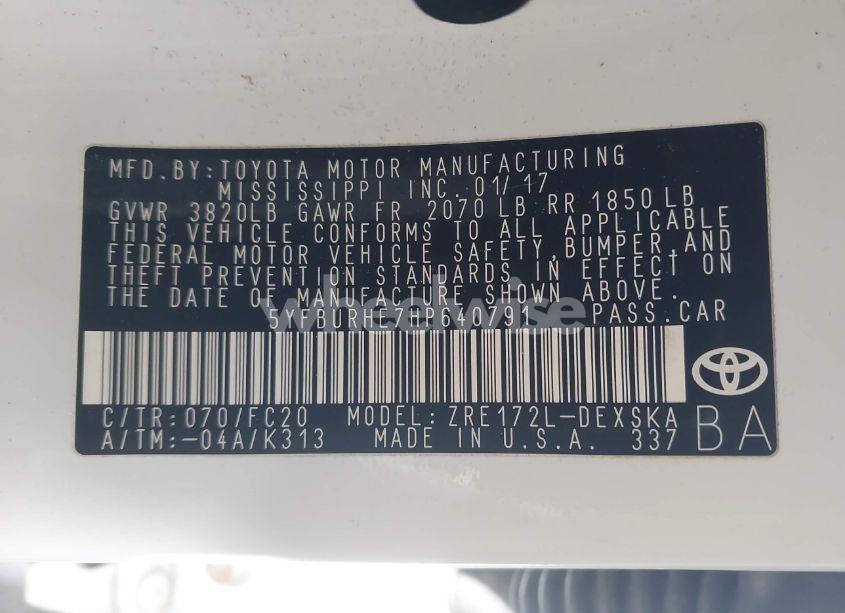 MFD. BY: TOYOTA MOTOR MANUFACTURING
MISSISSIPPI INC. 01/17
GVWR 3820LB GAWR FR 2070 LB RR 1850 LB
THIS VEHICLE CONFORMS TO ALL APPLICABLE
FEDERAL MOTOR VEHICLE SAFETY, BUMPER, AND
THEFT PREVENTION STANDARDS IN EFFECT ON
THE DATE OF MANUFACTURE SHOWN ABOVE.
5YFBURHE7HP640791 PASS. CAR
wheelwise
C/TR: 070/FC20 MODEL: ZRE172L-DEXSKA
A/TM: -04A/K313 MADE IN U.S.A. 337
BA